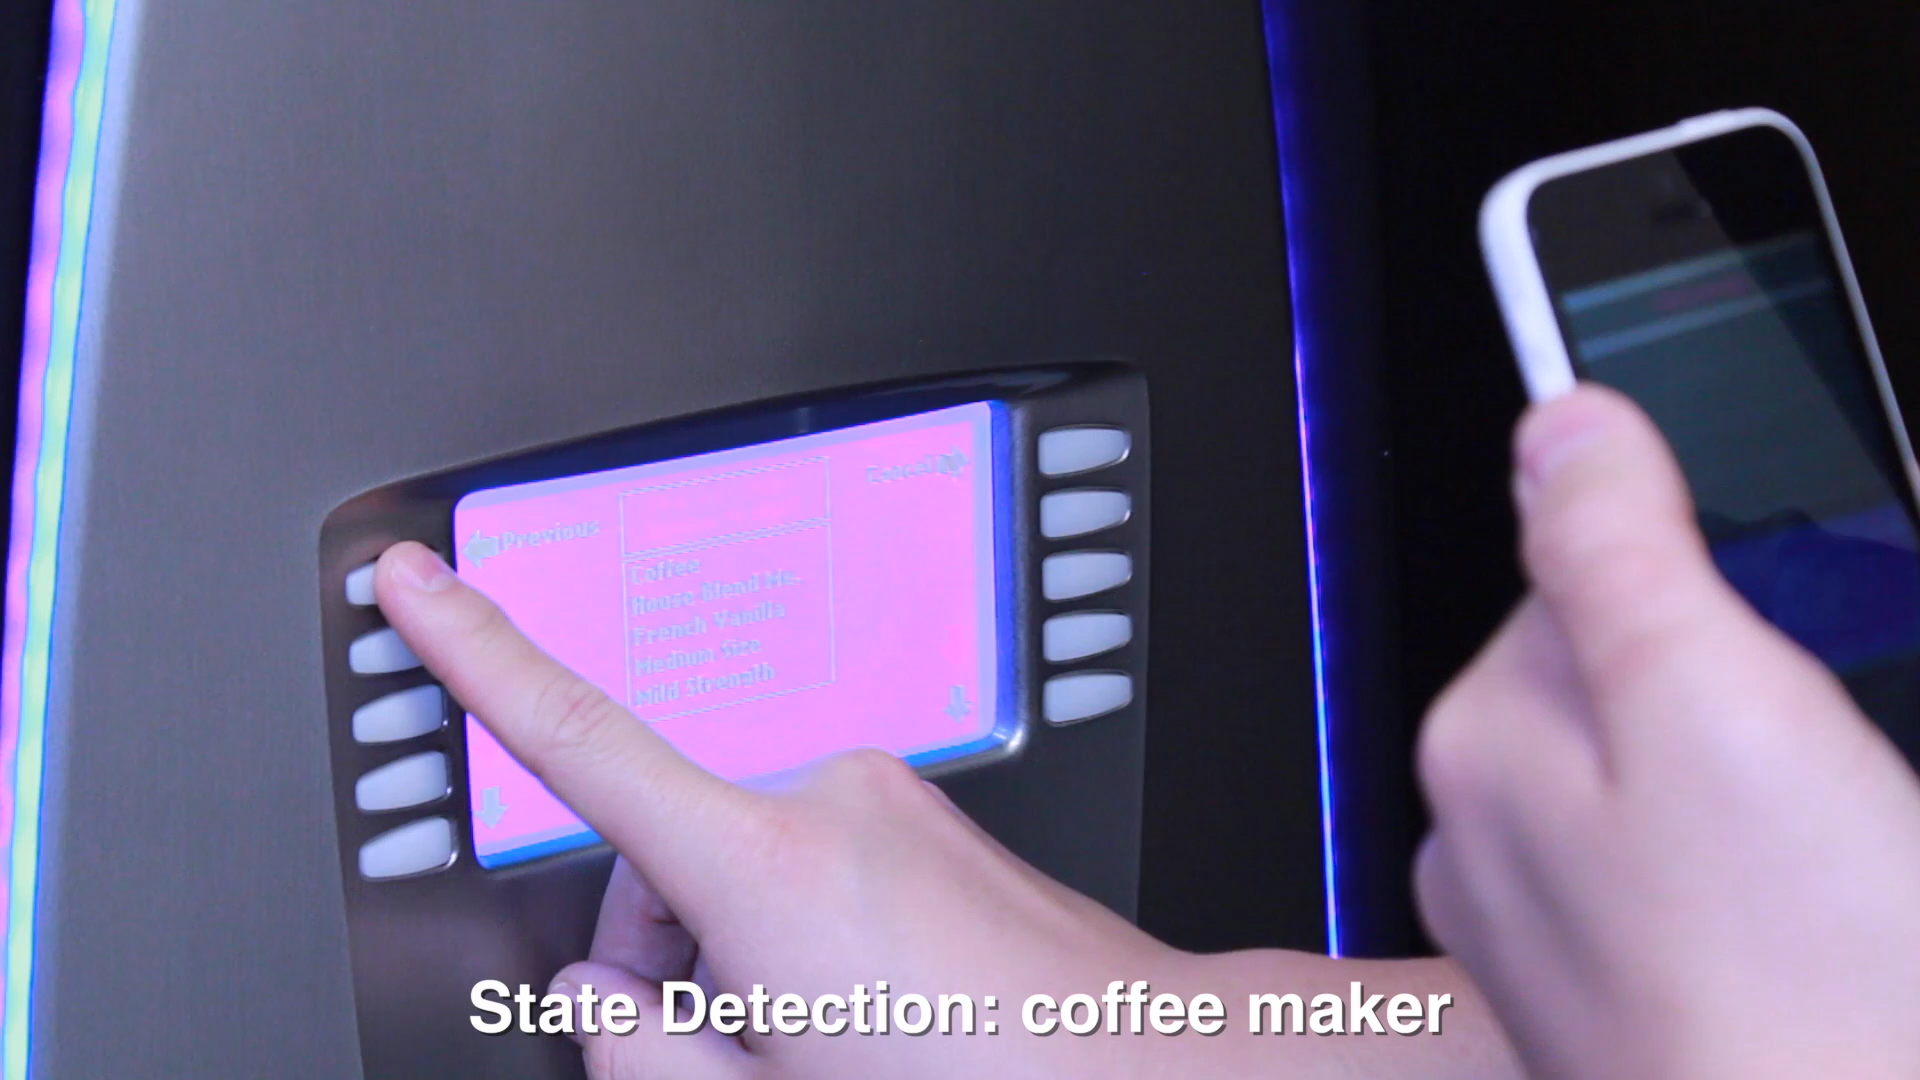 Previous
Cancel
Coffee
House Blend Me.
French Vanilla
Medium Size
Mild Strength
State Detection: coffee maker